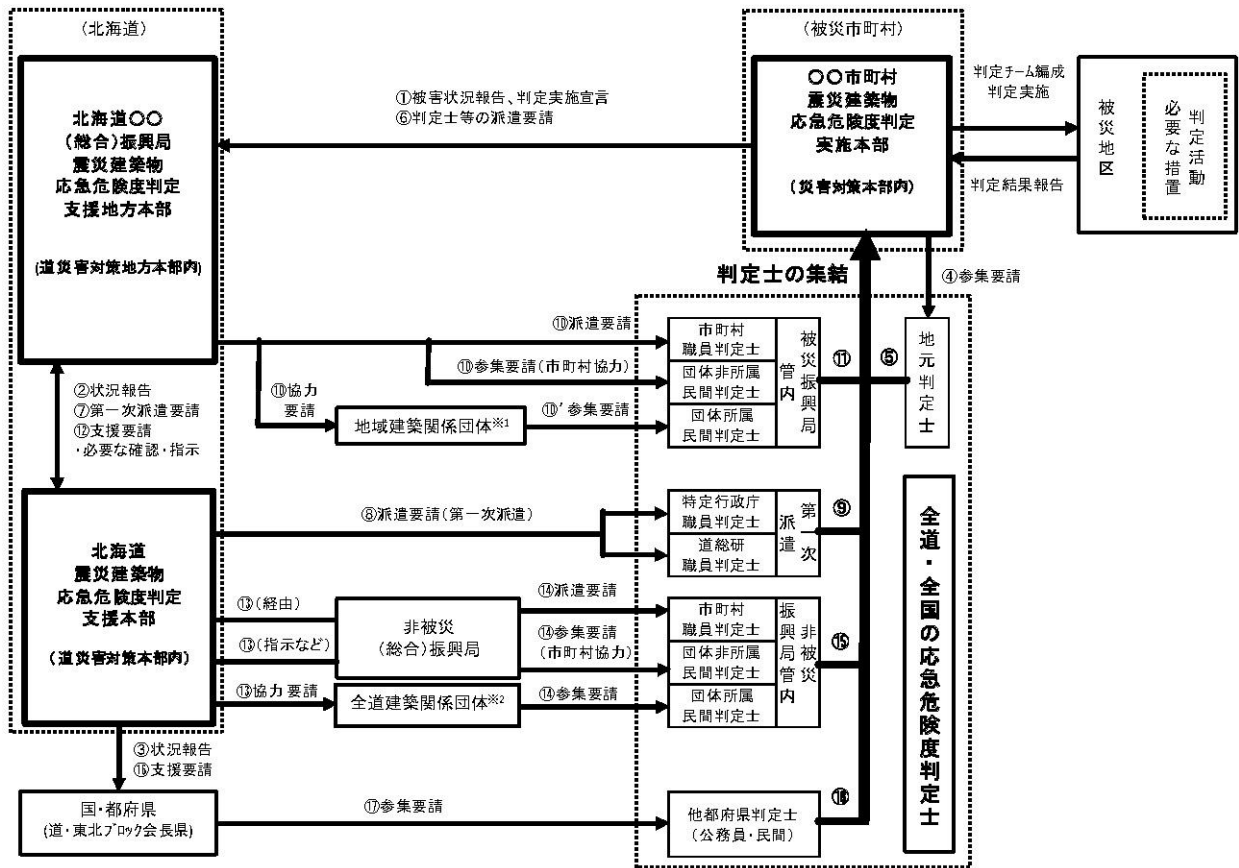 (北海道)
北海道○○
(総合)振興局
震災建築物
応急危険度判定
支援地方本部
(道災害対策地方本部内)
①被害状況報告、判定実施宣言
⑥判定士等の派遣要請
(被災市町村)
○○市町村
震災建築物
応急危険度判定
実施本部
(災害対策本部内)
判定チーム編成
判定実施
判定結果報告
被災地区
判定活動
必要な措置
判定士の集結
④参集要請
⑩派遣要請
⑩参集要請(市町村協力)
⑩協力
要請
地域建築関係団体※1
⑩’参集要請
市町村
職員判定士
団体非所属
民間判定士
団体所属
民間判定士
被災振興局
管内
⑪
⑤
地元判定士
②状況報告
⑦第一次派遣要請
⑫支援要請
・必要な確認・指示
北海道
震災建築物
応急危険度判定
支援本部
(道災害対策本部内)
⑧派遣要請(第一次派遣)
特定行政庁
職員判定士
道総研
職員判定士
第一次
派遣
⑨
全道・全国の応急危険度判定士
⑬(経由)
⑬(指示など)
非被災
(総合)振興局
⑭派遣要請
⑭参集要請
(市町村協力)
⑬協力要請
全道建築関係団体※2
⑭参集要請
市町村
職員判定士
団体非所属
民間判定士
団体所属
民間判定士
非被災
振興局管内
⑮
③状況報告
⑯支援要請
国・都府県
(道・東北ブロック会長県)
⑰参集要請
他都府県判定士
(公務員・民間)